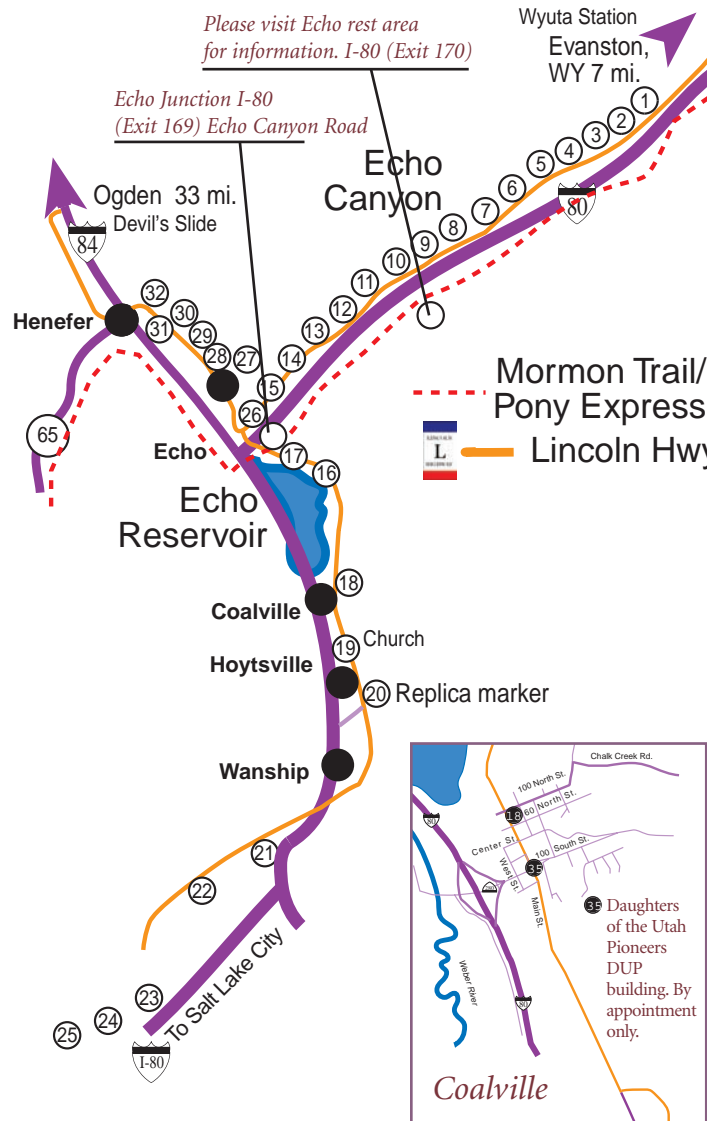 Please visit Echo rest area
for information. I-80 (Exit 170)
Wyuta Station
Evanston,
WY 7 mi.
Echo Junction I-80
(Exit 169) Echo Canyon Road
Echo
Canyon
1
2
3
4
5
6
7
8
9
10
11
12
13
14
15
80
Ogden 33 mi.
Devil's Slide
84
Henefer
32
31
30
29
28
27
26
65
Echo
17
16
Mormon Trail/
Pony Express
L
Lincoln Hwy
Echo
Reservoir
18
Coalville
19
Church
Hoytsville
20
Replica marker
Wanship
21
22
23
24
25
To Salt Lake City
I-80
Chalk Creek Rd.
100 North St.
18
60 North St.
80
Center St.
100 South St.
35
West St.
Main St.
Weber River
80
35 Daughters
of the Utah
Pioneers
DUP
building. By
appointment
only.
Coalville